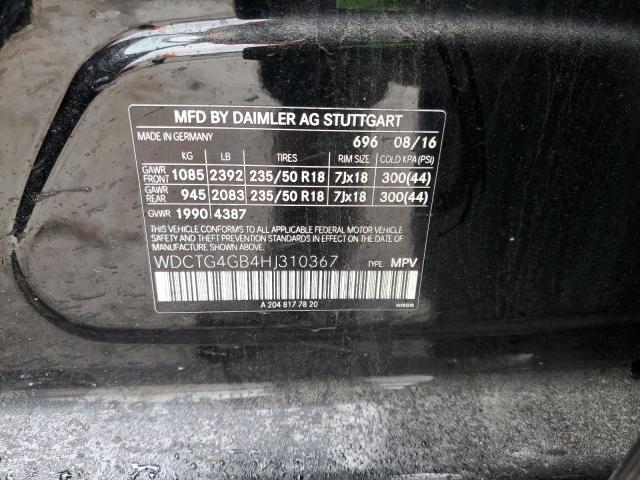 MFD BY DAIMLER AG STUTTGART
MADE IN GERMANY 696 08/16
KG LB TIRES RIM SIZE COLD KPA (PSI)
GAWR FRONT 1085 2392 235/50 R18 7Jx18 300(44)
GAWR REAR 945 2083 235/50 R18 7Jx18 300(44)
GVWR 1990 4387
THIS VEHICLE CONFORMS TO ALL APPLICABLE FEDERAL MOTOR VEHICLE
SAFETY, BUMPER, AND THEFT PREVENTION STANDARDS IN EFFECT ON THE
DATE OF MANUFACTURE SHOWN ABOVE.
WDCTG4GB4HJ310367 TYPE: MPV
A 204 817 78 20